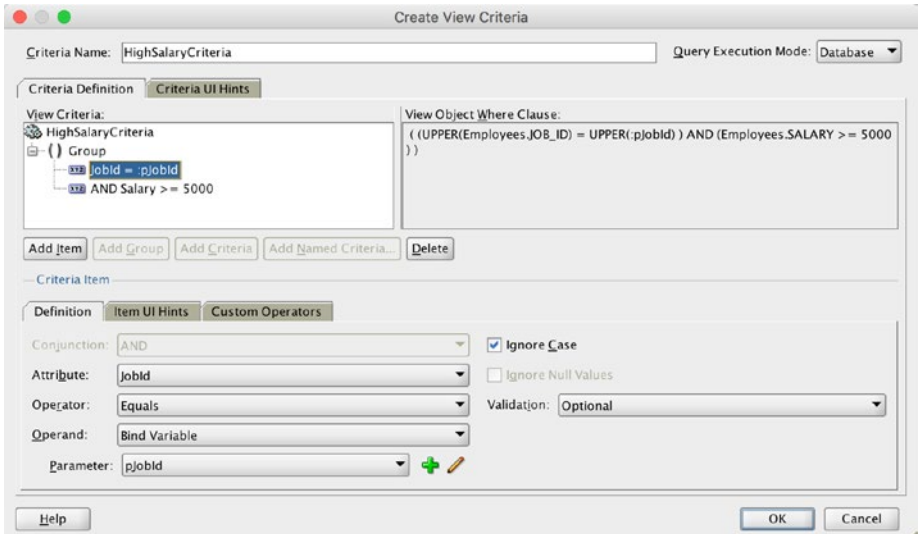 Create View Criteria
Criteria Name: HighSalaryCriteria Query Execution Mode: Database
Criteria Definition Criteria UI Hints
View Criteria: View Object Where Clause:
HighSalaryCriteria
( ) Group
JobId = :pJobId
AND Salary >= 5000
( (UPPER(Employees.JOB_ID) = UPPER(:pJobId) ) AND (Employees.SALARY >= 5000
) )
Add Item Add Group Add Criteria Add Named Criteria... Delete
Criteria Item
Definition Item UI Hints Custom Operators
Conjunction: AND Ignore Case
Attribute: JobId Ignore Null Values
Operator: Equals Validation: Optional
Operand: Bind Variable
Parameter: pJobId
Help OK Cancel